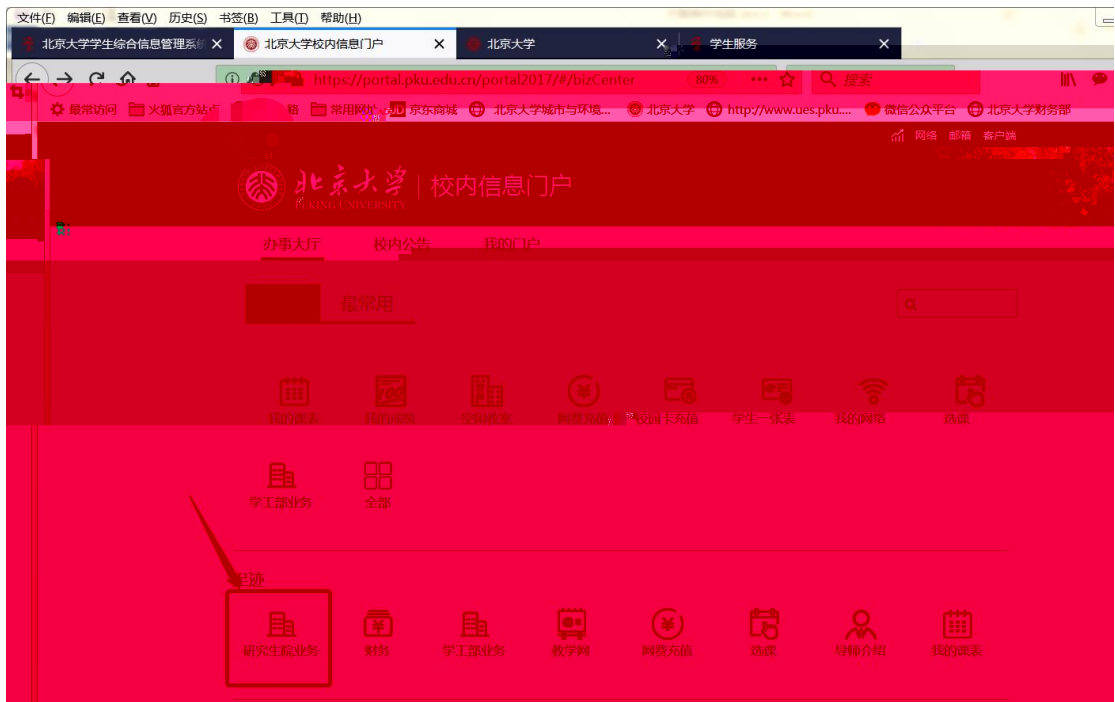 文件(F) 编辑(E) 查看(V) 历史(S) 书签(B) 工具(T) 帮助(H)
北京大学学生综合信息管理系统 北京大学校内信息门户 北京大学 学生服务
https://portal.pku.edu.cn/portal2017/#/bizCenter 80% 搜索
最常访问 火狐官方站点 常用网址 JD 京东商城 北京大学城市与环境... 北京大学 http://www.ues.pku.... 微信公众平台 北京大学财务部
网络 邮箱 客户端
北京大学 | 校内信息门户
PEKING UNIVERSITY
办事大厅 校内公告 我的门户
最常用
我的课表 我的成绩 空闲教室 网费充值 校园卡充值 学生一张表 我的网络 选课
学工部业务 全部
足迹
研究生院业务 财务 学工部业务 教学网 网费充值 选课 导师介绍 我的课表